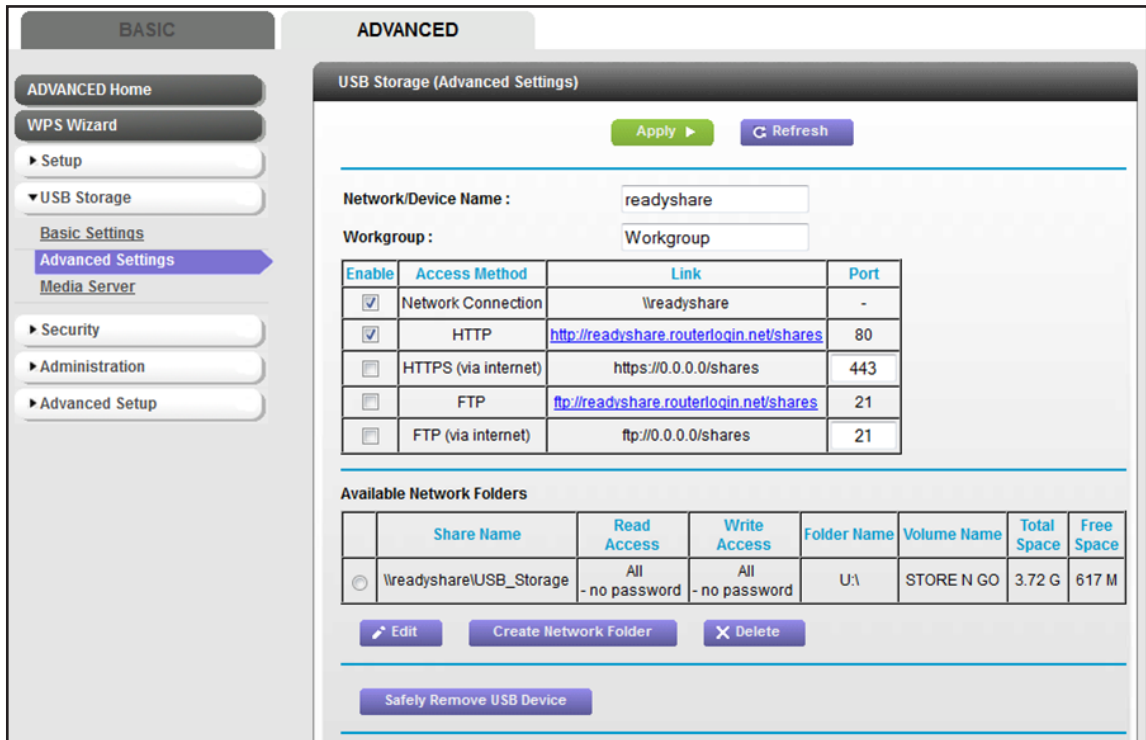 BASIC
ADVANCED
ADVANCED Home
WPS Wizard
Setup
USB Storage
Basic Settings
Advanced Settings
Media Server
Security
Administration
Advanced Setup
USB Storage (Advanced Settings)
Apply
Refresh
Network/Device Name : readyshare
Workgroup : Workgroup
Enable Access Method Link Port
Network Connection \\readyshare -
HTTP http://readyshare.routerlogin.net/shares 80
HTTPS (via internet) https://0.0.0.0/shares 443
FTP ftp://readyshare.routerlogin.net/shares 21
FTP (via internet) ftp://0.0.0.0/shares 21
Available Network Folders
Share Name Read Access Write Access Folder Name Volume Name Total Space Free Space
\\readyshare\USB_Storage All - no password All - no password U:\ STORE N GO 3.72 G 617 M
Edit Create Network Folder Delete
Safely Remove USB Device